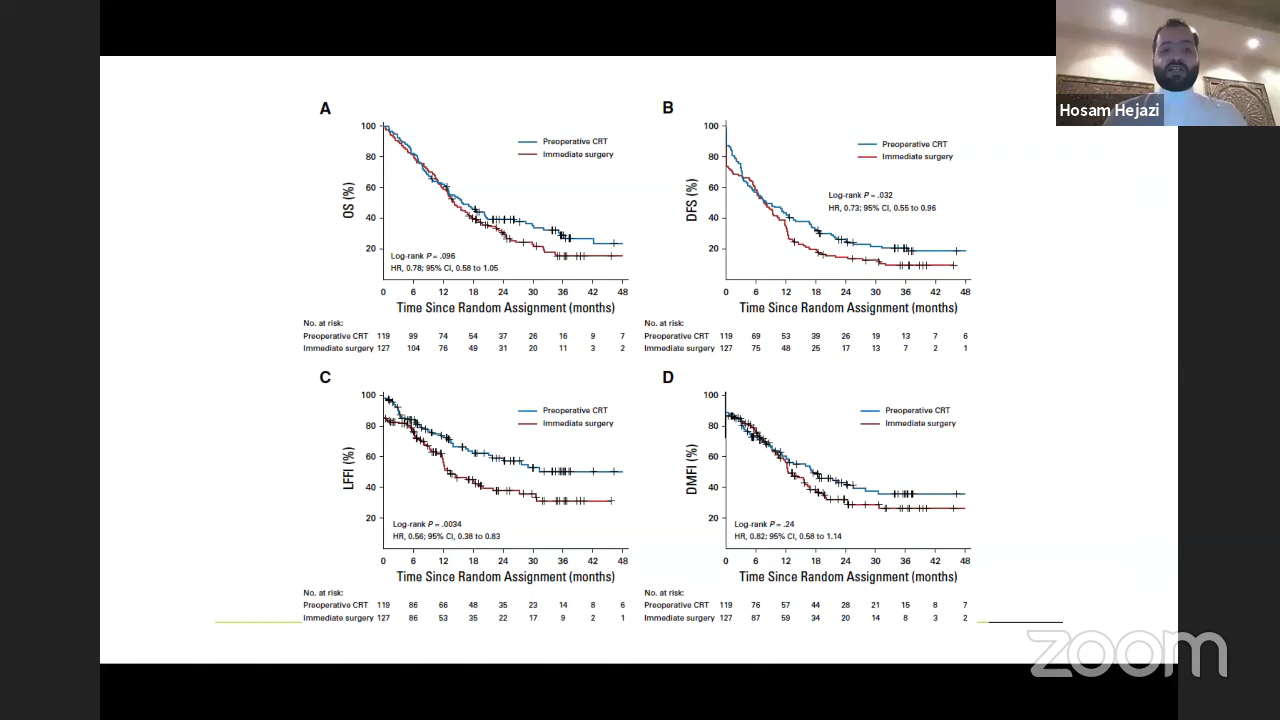 Hosam Hejazi
A
100
80
60
40
20
OS (%)
Preoperative CRT
Immediate surgery
Log-rank P = .096
HR, 0.78; 95% CI, 0.58 to 1.05
0 6 12 18 24 30 36 42 48
Time Since Random Assignment (months)
No. at risk:
Preoperative CRT 119 99 74 54 37 26 16 9 7
Immediate surgery 127 104 76 49 31 20 11 3 2
B
100
80
60
40
20
DFS (%)
Preoperative CRT
Immediate surgery
Log-rank P = .032
HR, 0.73; 95% CI, 0.55 to 0.96
0 6 12 18 24 30 36 42 48
Time Since Random Assignment (months)
No. at risk:
Preoperative CRT 119 69 53 39 26 19 13 7 6
Immediate surgery 127 75 48 25 17 13 7 2 1
C
100
80
60
40
20
LFFI (%)
Preoperative CRT
Immediate surgery
Log-rank P = .0034
HR, 0.56; 95% CI, 0.38 to 0.83
0 6 12 18 24 30 36 42 48
Time Since Random Assignment (months)
No. at risk:
Preoperative CRT 119 86 66 48 35 23 14 8 6
Immediate surgery 127 86 53 35 22 17 9 2 1
D
100
80
60
40
20
DMFI (%)
Preoperative CRT
Immediate surgery
Log-rank P = .24
HR, 0.82; 95% CI, 0.58 to 1.14
0 6 12 18 24 30 36 42 48
Time Since Random Assignment (months)
No. at risk:
Preoperative CRT 119 76 57 44 28 21 15 8 7
Immediate surgery 127 87 59 34 20 14 8 3 2
zoom